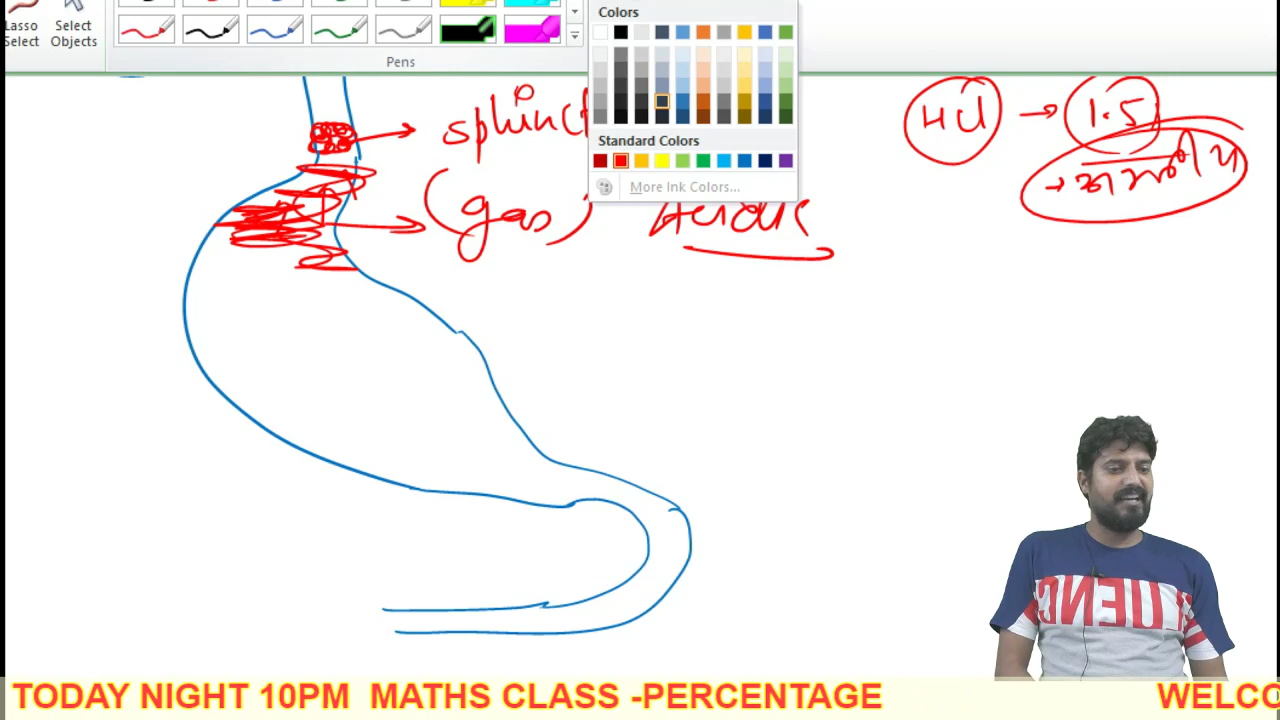 Lasso
Select
Select
Objects
Pens
Colors
Standard Colors
More Ink Colors...
HCl → 1.5
(gas) Acidic
TODAY NIGHT 10PM MATHS CLASS -PERCENTAGE
WELCO